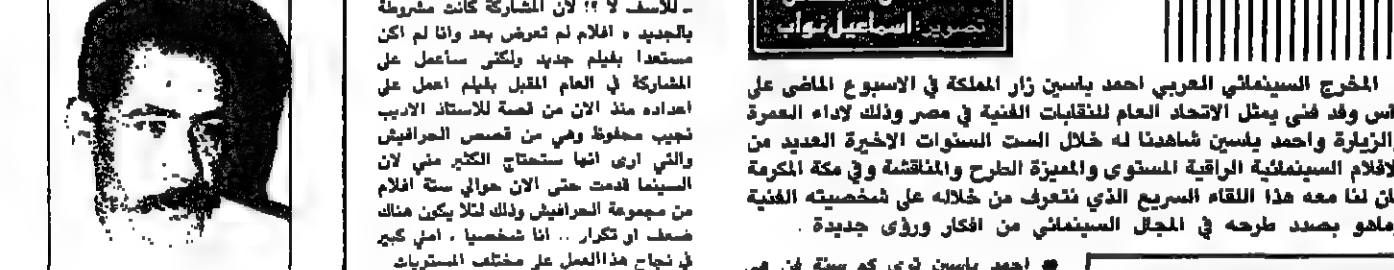 تصوير: اسماعيل نواب
المخرج السينمائي العربي احمد ياسين زار المملكة في الاسبوع الماضى على
راس وفد فنى يمثل الاتحاد العام للنقابات الفنية في مصر وذلك لاداء العمرة
والزيارة واحمد ياسين شاهدنا له خلال الست السنوات الاخيرة العديد من
الافلام السينمائية الراقية المستوى والمميزة الطرح والمناقشة وفي مكة المكرمة
كان لنا معه هذا اللقاء السريع الذي نتعرف من خلاله على شخصيته الفنية
وماهو بصدد طرحه في المجال السينمائي من افكار ورؤى جديدة .
● احمد ياسين ترى كم سنة لك في
ـ للاسف لا ؟؟ لان المشاركة كانت مشروطة
بالجديد ه افلام لم تعرض بعد وانا لم اكن
مستعدا بفيلم جديد ولكنى سأعمل على
المشاركة في العام المقبل بفيلم اعمل على
اعداده منذ الان من قصة للاستاذ الاديب
نجيب محفوظ وهي من قصص الحرافيش
والتي ارى انها ستحتاج الكثير مني لان
السينما قدمت حتى الان حوالي ستة افلام
من مجموعة الحرافيش وذلك لئلا يكون هناك
ضعف او تكرار .. انا شخصيا ، املي كبير
في نجاح هذا العمل على مختلف المستويات